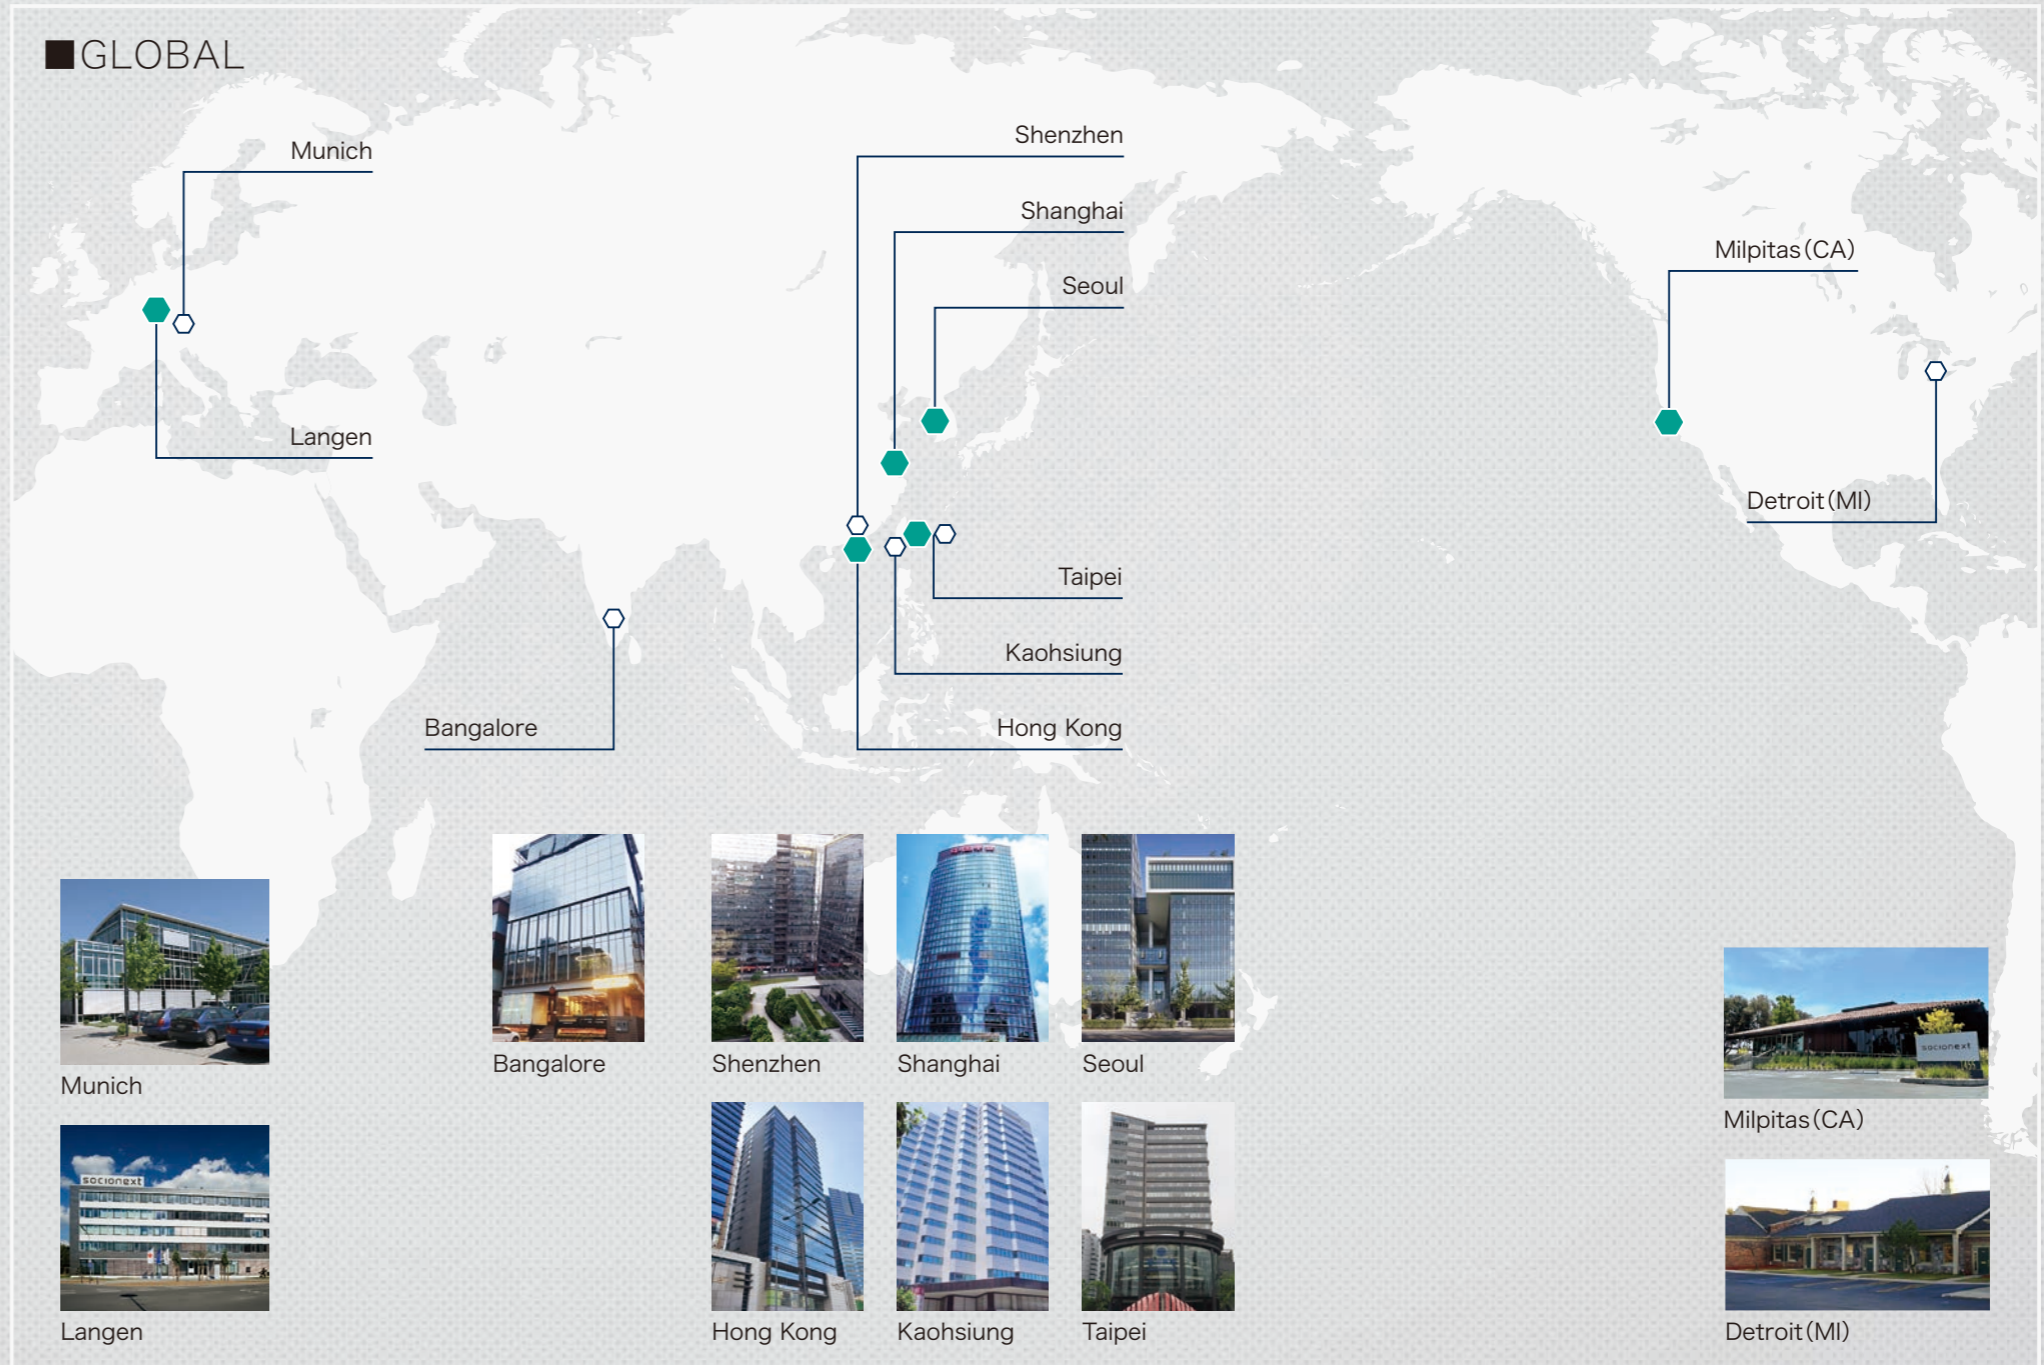 ■GLOBAL
Munich
Langen
Shenzhen
Shanghai
Seoul
Taipei
Kaohsiung
Hong Kong
Bangalore
Milpitas(CA)
Detroit(MI)
Munich
socionext
Langen
Bangalore
Shenzhen
Shanghai
Seoul
Hong Kong
Kaohsiung
Taipei
socionext
Milpitas(CA)
Detroit(MI)